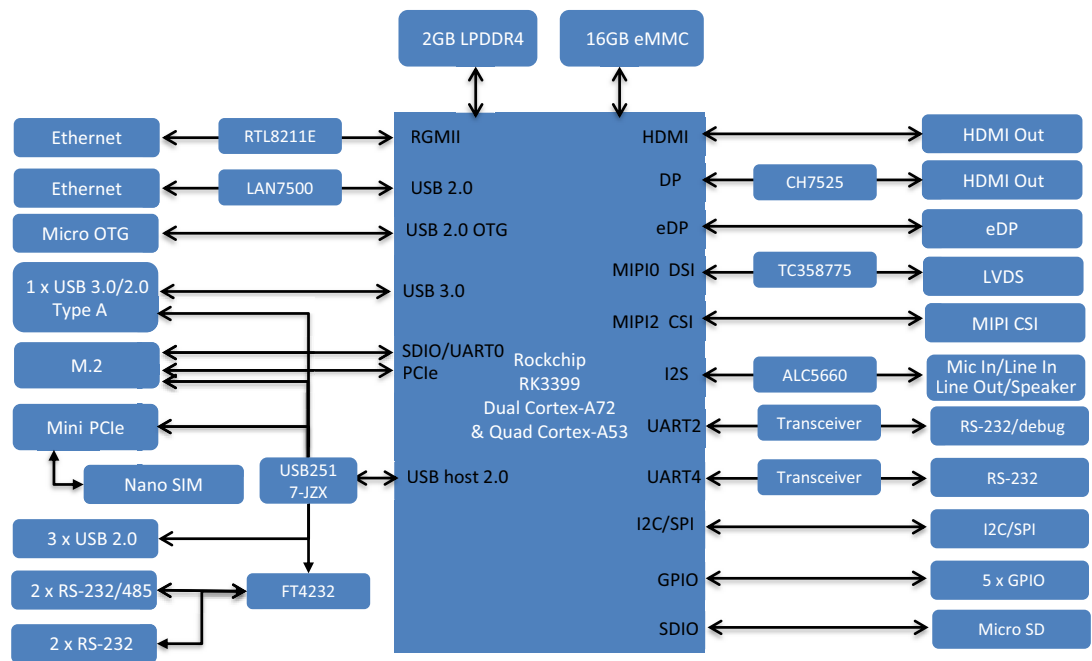 2GB LPDDR4
16GB eMMC
Ethernet
RTL8211E
RGMII
HDMI
HDMI Out
Ethernet
LAN7500
USB 2.0
DP
CH7525
HDMI Out
Micro OTG
USB 2.0 OTG
eDP
eDP
1 x USB 3.0/2.0
Type A
USB 3.0
MIPI0 DSI
TC358775
LVDS
MIPI2 CSI
MIPI CSI
M.2
SDIO/UART0
PCIe
Rockchip
RK3399
Dual Cortex-A72
& Quad Cortex-A53
I2S
ALC5660
Mic In/Line In
Line Out/Speaker
Mini PCIe
UART2
Transceiver
RS-232/debug
Nano SIM
USB251
7-JZX
USB host 2.0
UART4
Transceiver
RS-232
3 x USB 2.0
I2C/SPI
I2C/SPI
2 x RS-232/485
FT4232
GPIO
5 x GPIO
2 x RS-232
SDIO
Micro SD